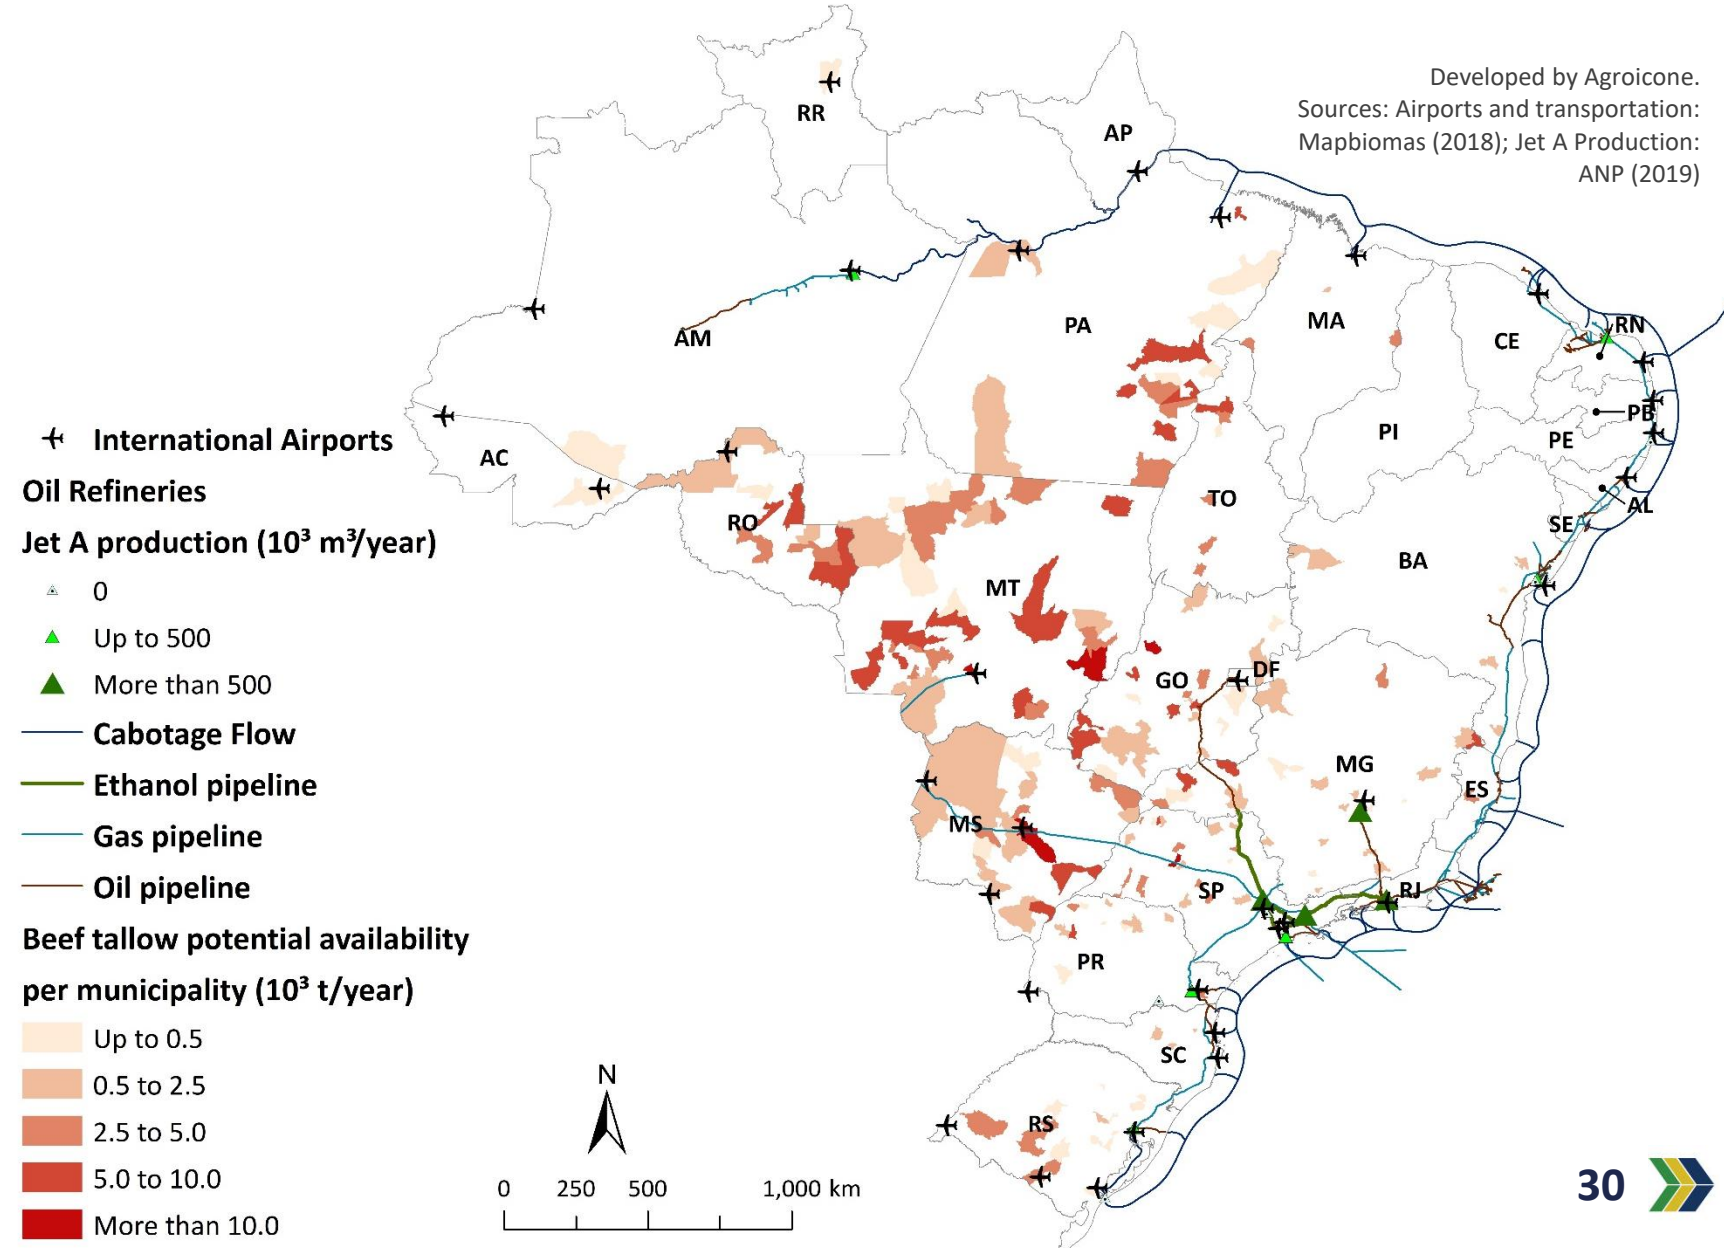 Developed by Agroicone.
Sources: Airports and transportation:
Mapbiomas (2018); Jet A Production:
ANP (2019)
RR
AP
AM
PA
MA
CE
RN
PB
PI
PE
AC
AL
SE
TO
RO
BA
MT
GO
DF
MG
ES
MS
SP
RJ
PR
SC
RS
International Airports
Oil Refineries
Jet A production (10³ m³/year)
0
Up to 500
More than 500
Cabotage Flow
Ethanol pipeline
Gas pipeline
Oil pipeline
Beef tallow potential availability
per municipality (10³ t/year)
Up to 0.5
0.5 to 2.5
2.5 to 5.0
5.0 to 10.0
More than 10.0
N
0 250 500 1,000 km
30